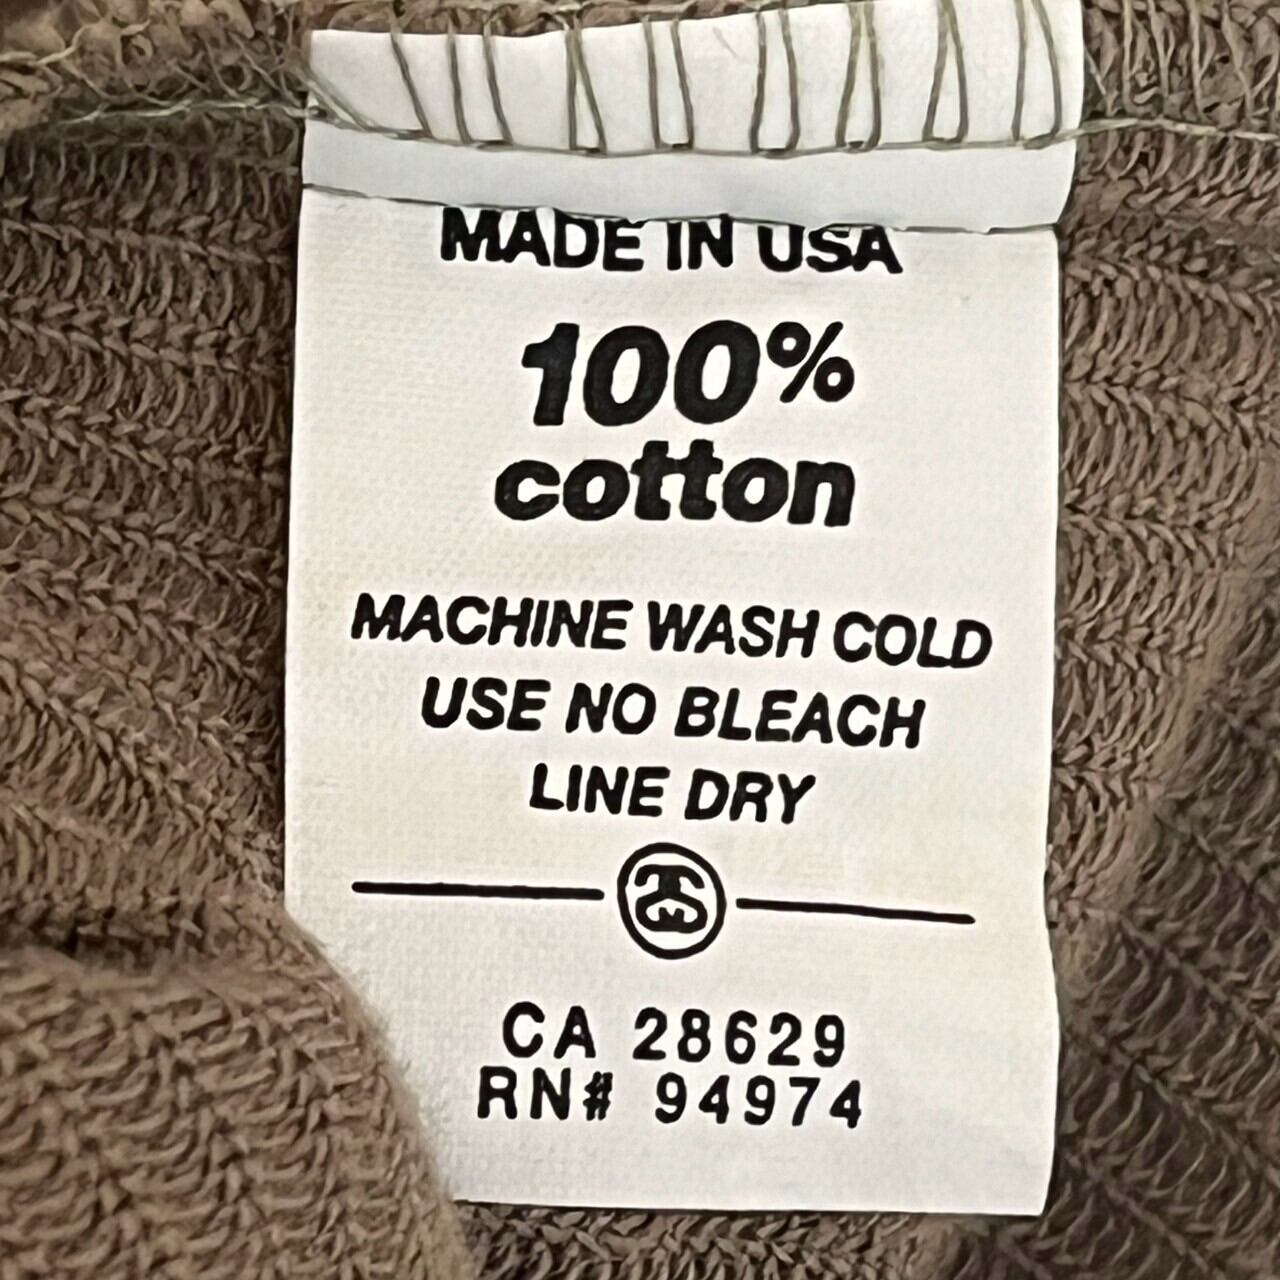 MADE IN USA
100%
cotton
MACHINE WASH COLD
USE NO BLEACH
LINE DRY
CA 28629
RN# 94974